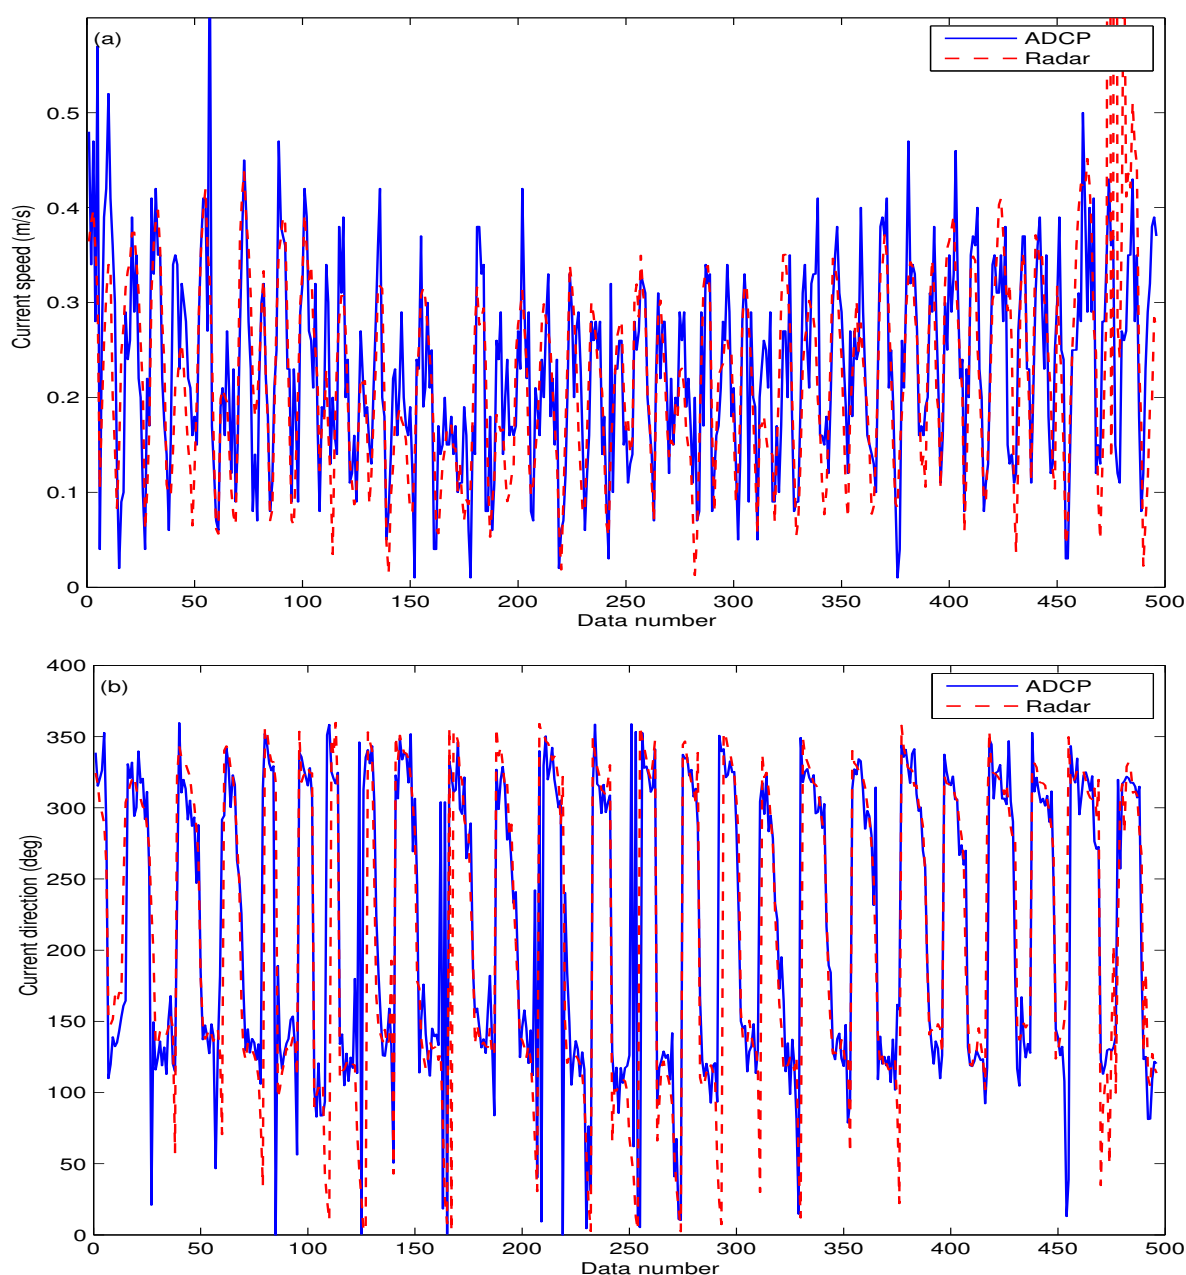 (a)
ADCP
Radar
0.5
0.4
0.3
0.2
0.1
0
Current speed (m/s)
0 50 100 150 200 250 300 350 400 450 500
Data number
400
350
300
250
200
150
100
50
0
(b)
ADCP
Radar
Current direction (deg)
0 50 100 150 200 250 300 350 400 450 500
Data number